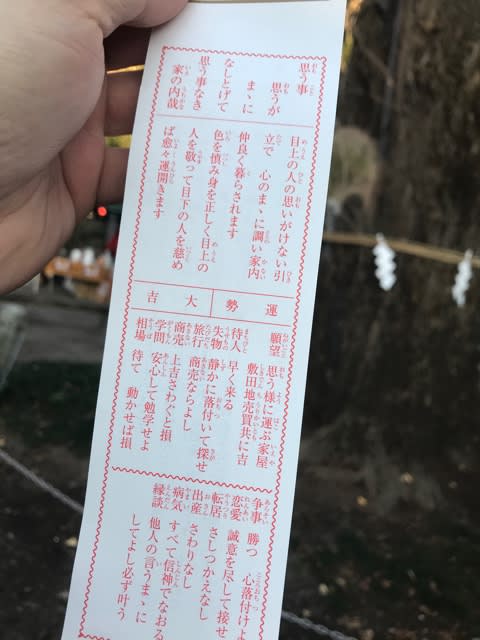 思う事
思うが
まゝに
なしとげて
思う事なき
家の内哉
目上の人の思いがけない引
立で　心のまゝに調い家内
仲良く暮らされます
色を慎み身を正しく目上の
人を敬って目下の人を慈め
ば愈々運開きます
運勢　大吉
願望　思う様に運ぶ家屋
敷田地売買共に吉
待人　早く来る
失物　静かに落付いて探せ
旅行　商売ならよし
商売　上吉さわぐと損
学問　安心して勉学せよ
相場　待て　動かせば損
争事　勝つ　心落付けよ
恋愛　誠意を尽して接せ
転居　さしつかえなし
出産　さわりなし
病気　すべて信神でなおる
縁談　他人の言うまゝに
してよし必ず叶う